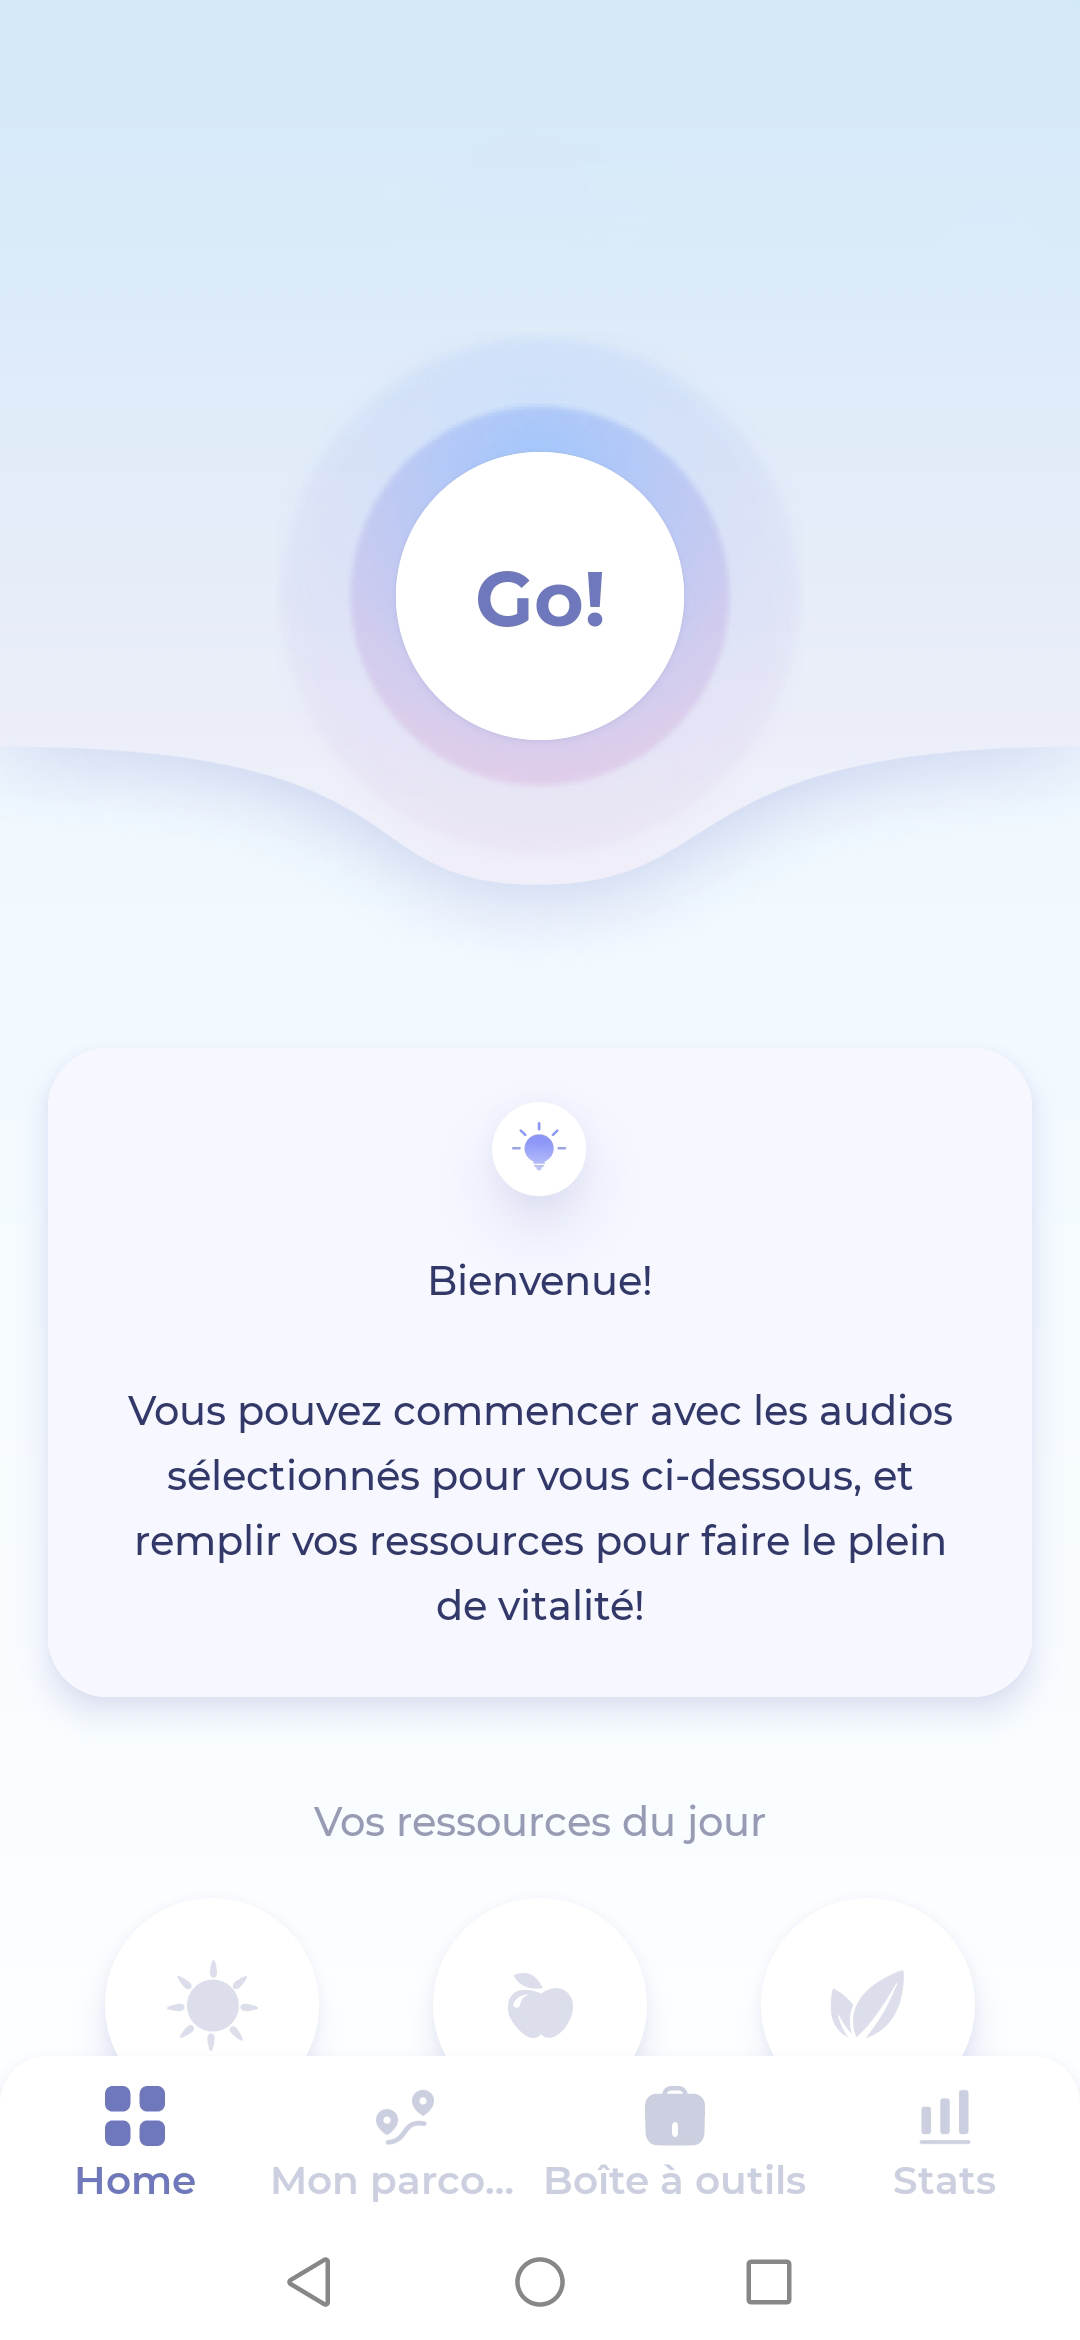 Go!
Bienvenue!
Vous pouvez commencer avec les audios
sélectionnés pour vous ci-dessous, et
remplir vos ressources pour faire le plein
de vitalité!
Vos ressources du jour
Home
Mon parco...
Boîte à outils
Stats